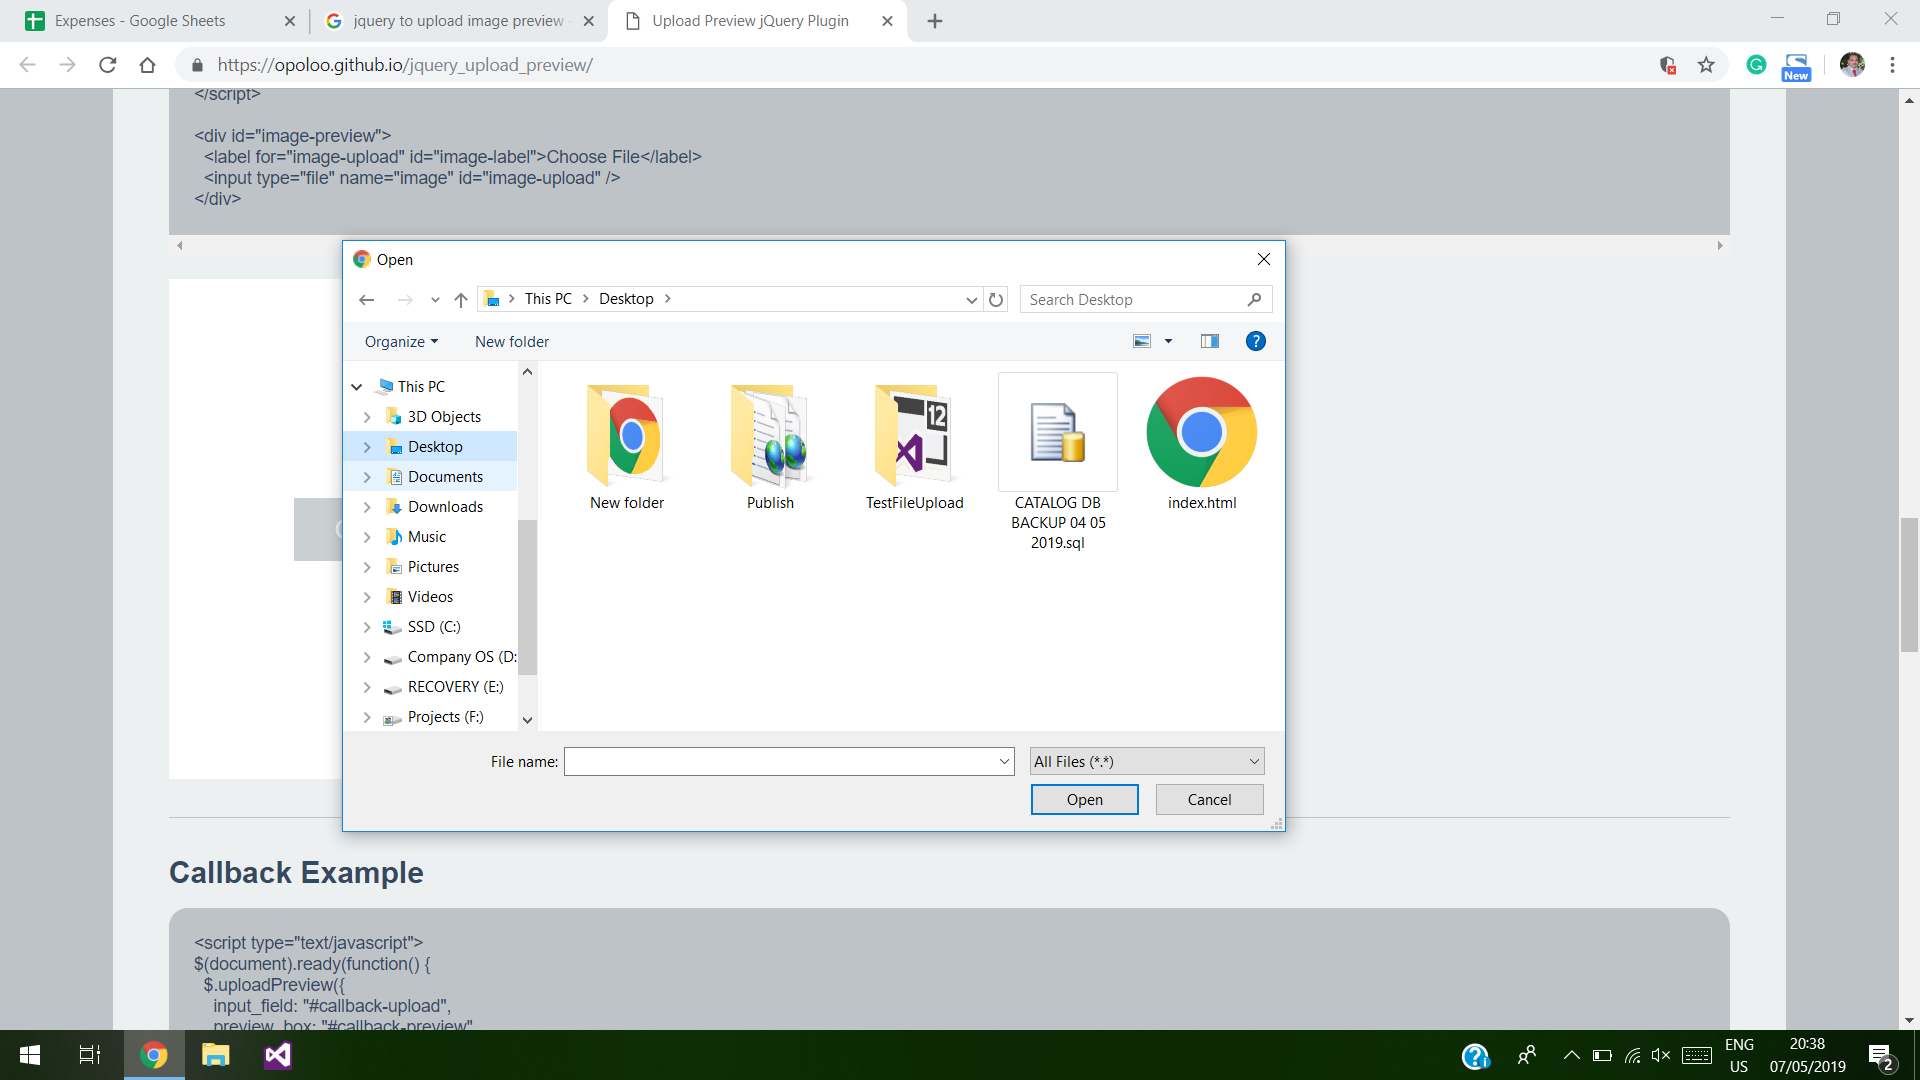 Expenses - Google Sheets
jquery to upload image preview
Upload Preview jQuery Plugin
https://opoloo.github.io/jquery_upload_preview/
New
</script>
<div id="image-preview">
<label for="image-upload" id="image-label">Choose File</label>
<input type="file" name="image" id="image-upload" />
</div>
Open
This PC
Desktop
Search Desktop
Organize
New folder
This PC
3D Objects
Desktop
Documents
Downloads
Music
Pictures
Videos
SSD (C:)
Company OS (D:
RECOVERY (E:)
Projects (F:)
New folder
Publish
12
TestFileUpload
CATALOG DB
BACKUP 04 05
2019.sql
index.html
File name:
All Files (*.*)
Open
Cancel
Callback Example
<script type="text/javascript">
$(document).ready(function() {
$.uploadPreview({
input_field: "#callback-upload",
preview_box: "#callback-preview"
ENG
US
20:38
07/05/2019
2